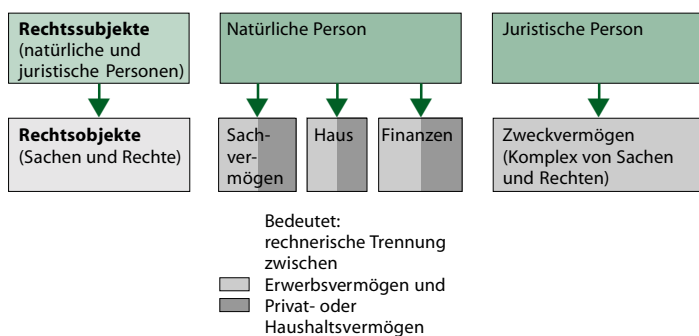 Rechtssubjekte
(natürliche und
juristische Personen)
Natürliche Person
Juristische Person
Rechtsobjekte
(Sachen und Rechte)
Sach-
ver-
mögen
Haus
Finanzen
Zweckvermögen
(Komplex von Sachen
und Rechten)
Bedeutet:
rechnerische Trennung
zwischen
Erwerbsvermögen und
Privat- oder
Haushaltsvermögen